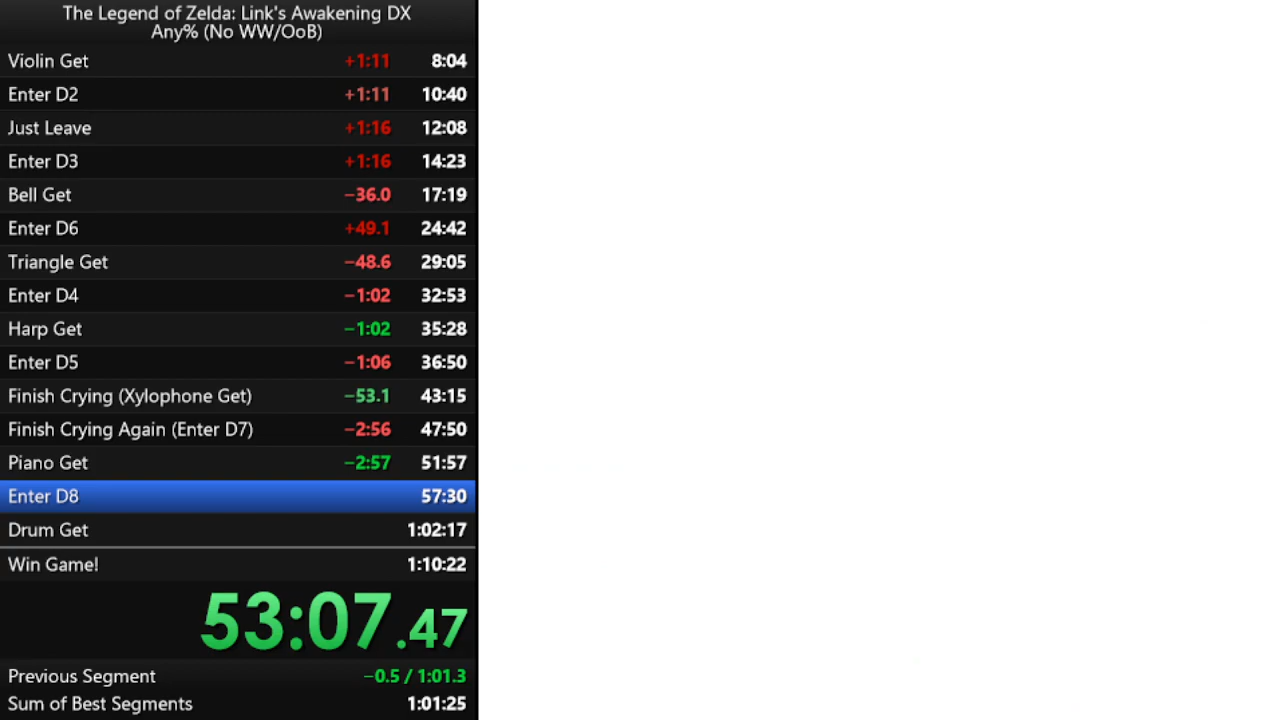 The Legend of Zelda: Link's Awakening DX
Any% (No WW/OoB)
Violin Get +1:11 8:04
Enter D2 +1:11 10:40
Just Leave +1:16 12:08
Enter D3 +1:16 14:23
Bell Get −36.0 17:19
Enter D6 +49.1 24:42
Triangle Get −48.6 29:05
Enter D4 −1:02 32:53
Harp Get −1:02 35:28
Enter D5 −1:06 36:50
Finish Crying (Xylophone Get) −53.1 43:15
Finish Crying Again (Enter D7) −2:56 47:50
Piano Get −2:57 51:57
Enter D8 57:30
Drum Get 1:02:17
Win Game! 1:10:22
53:07.47
Previous Segment −0.5 / 1:01.3
Sum of Best Segments 1:01:25